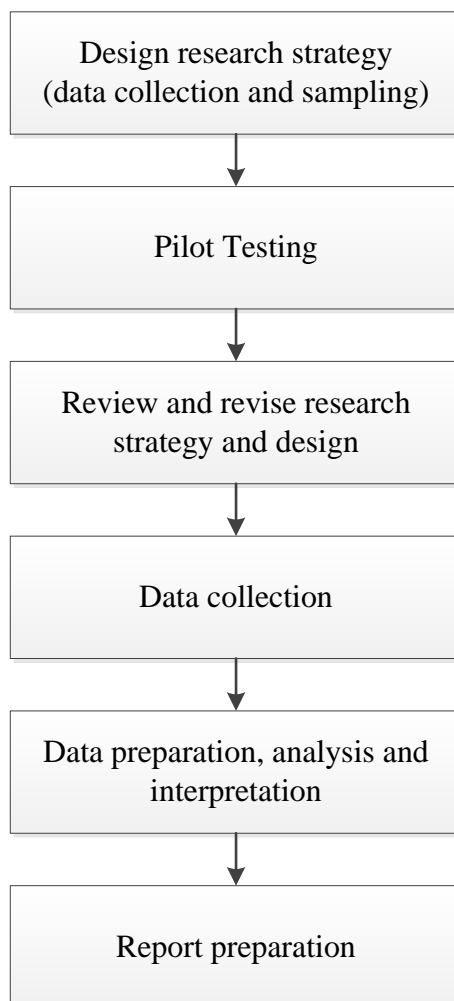 Design research strategy
(data collection and sampling)
Pilot Testing
Review and revise research
strategy and design
Data collection
Data preparation, analysis and
interpretation
Report preparation